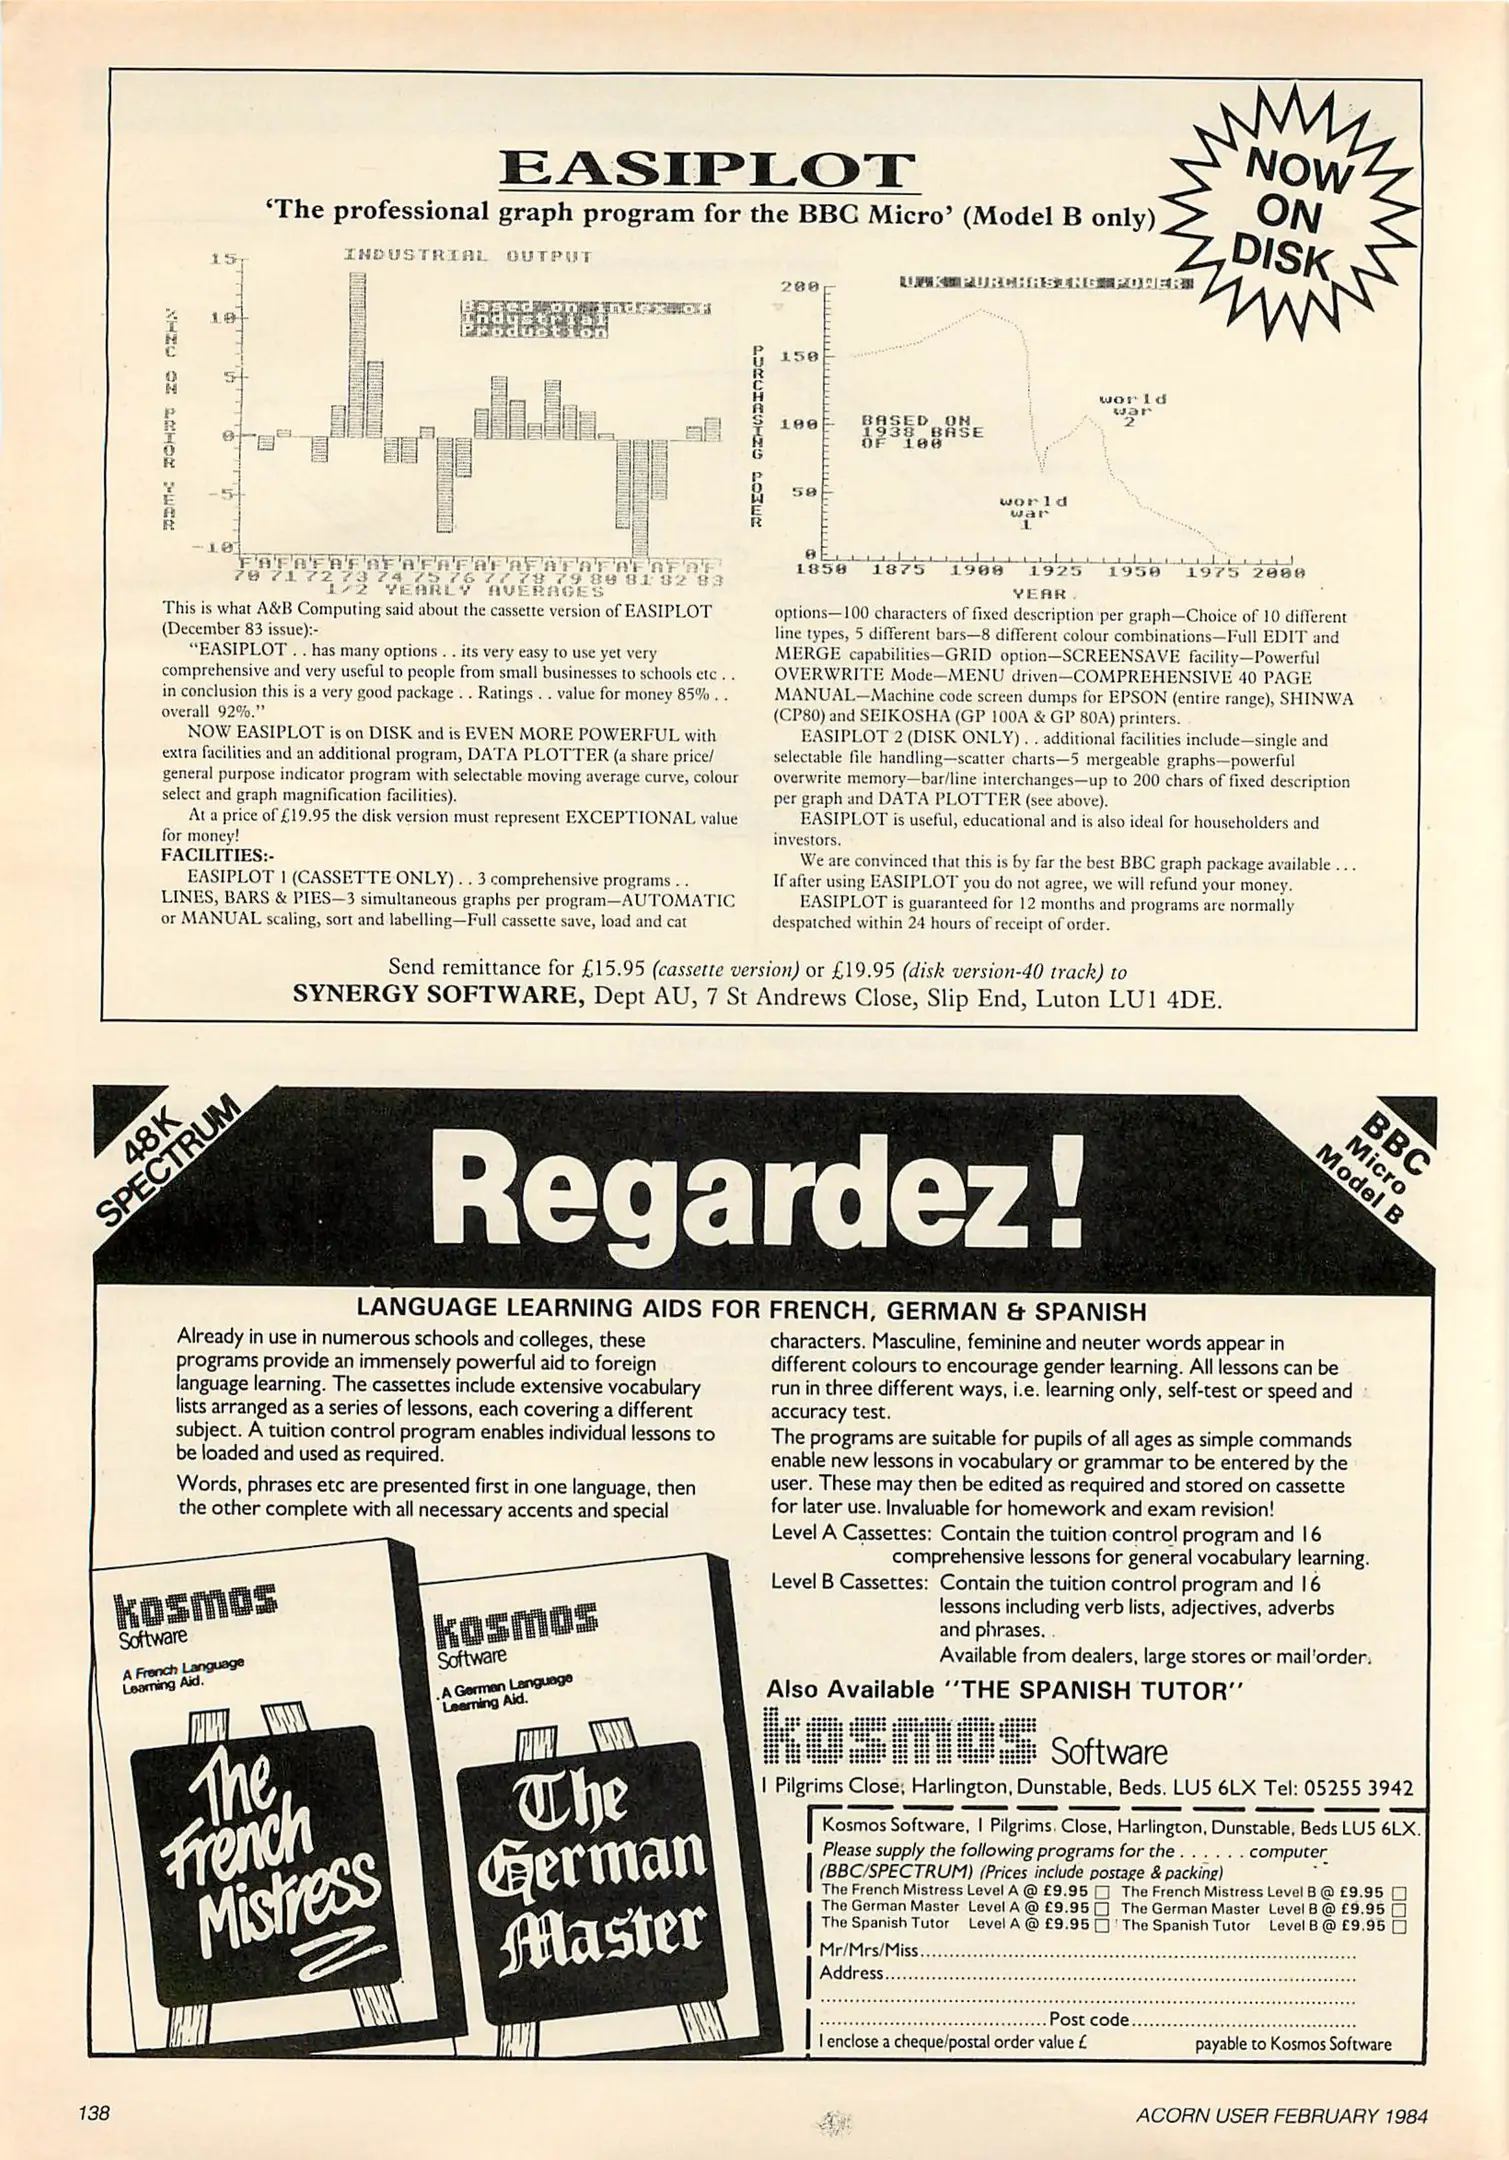 EASIPLOT
'The professional graph program for the BBC Micro' (Model B only)
NOW
ON
DISK
INDUSTRIAL OUTPUT
Based on index of
Industrial
Production
15
10
5
0
-5
-10
% INC ON PRIOR YEAR
F A F A F A F A F A F A F A F A F A F A F A F A F A F
70 71 72 73 74 75 76 77 78 79 80 81 82 83
1/2 YEARLY AVERAGES
U.K. PURCHASING POWER
200
150
100
50
0
PURCHASING POWER
BASED ON
1938 BASE
OF 100
world
war
2
world
war
1
1850 1875 1900 1925 1950 1975 2000
YEAR
This is what A&B Computing said about the cassette version of EASIPLOT
(December 83 issue):-
"EASIPLOT . . has many options . . its very easy to use yet very
comprehensive and very useful to people from small businesses to schools etc . .
in conclusion this is a very good package . . Ratings . . value for money 85% . .
overall 92%."
NOW EASIPLOT is on DISK and is EVEN MORE POWERFUL with
extra facilities and an additional program, DATA PLOTTER (a share price/
general purpose indicator program with selectable moving average curve, colour
select and graph magnification facilities).
At a price of £19.95 the disk version must represent EXCEPTIONAL value
for money!
FACILITIES:-
EASIPLOT 1 (CASSETTE ONLY) . . 3 comprehensive programs . .
LINES, BARS & PIES—3 simultaneous graphs per program—AUTOMATIC
or MANUAL scaling, sort and labelling—Full cassette save, load and cat
options—100 characters of fixed description per graph—Choice of 10 different
line types, 5 different bars—8 different colour combinations—Full EDIT and
MERGE capabilities—GRID option—SCREENSAVE facility—Powerful
OVERWRITE Mode—MENU driven—COMPREHENSIVE 40 PAGE
MANUAL—Machine code screen dumps for EPSON (entire range), SHINWA
(CP80) and SEIKOSHA (GP 100A & GP 80A) printers.
EASIPLOT 2 (DISK ONLY) . . additional facilities include—single and
selectable file handling—scatter charts—5 mergeable graphs—powerful
overwrite memory—bar/line interchanges—up to 200 chars of fixed description
per graph and DATA PLOTTER (see above).
EASIPLOT is useful, educational and is also ideal for householders and
investors.
We are convinced that this is by far the best BBC graph package available . . .
If after using EASIPLOT you do not agree, we will refund your money.
EASIPLOT is guaranteed for 12 months and programs are normally
despatched within 24 hours of receipt of order.
Send remittance for £15.95 (cassette version) or £19.95 (disk version-40 track) to
SYNERGY SOFTWARE, Dept AU, 7 St Andrews Close, Slip End, Luton LU1 4DE.
48K
SPECTRUM
Regardez!
BBC
Micro
Model B
LANGUAGE LEARNING AIDS FOR FRENCH, GERMAN & SPANISH
Already in use in numerous schools and colleges, these
programs provide an immensely powerful aid to foreign
language learning. The cassettes include extensive vocabulary
lists arranged as a series of lessons, each covering a different
subject. A tuition control program enables individual lessons to
be loaded and used as required.
Words, phrases etc are presented first in one language, then
the other complete with all necessary accents and special
characters. Masculine, feminine and neuter words appear in
different colours to encourage gender learning. All lessons can be
run in three different ways, i.e. learning only, self-test or speed and
accuracy test.
The programs are suitable for pupils of all ages as simple commands
enable new lessons in vocabulary or grammar to be entered by the
user. These may then be edited as required and stored on cassette
for later use. Invaluable for homework and exam revision!
Level A Cassettes: Contain the tuition control program and 16
comprehensive lessons for general vocabulary learning.
Level B Cassettes: Contain the tuition control program and 16
lessons including verb lists, adjectives, adverbs
and phrases.
Available from dealers, large stores or mail order.
Also Available "THE SPANISH TUTOR"
kosmos Software
1 Pilgrims Close, Harlington, Dunstable, Beds. LU5 6LX Tel: 05255 3942
kosmos
Software
A French Language
Learning Aid.
The
French
Mistress
kosmos
Software
A German Language
Learning Aid.
The
German
Master
Kosmos Software, 1 Pilgrims Close, Harlington, Dunstable, Beds LU5 6LX.
Please supply the following programs for the . . . . . . computer
(BBC/SPECTRUM) (Prices include postage & packing)
The French Mistress Level A @ £9.95 □ The French Mistress Level B @ £9.95 □
The German Master Level A @ £9.95 □ The German Master Level B @ £9.95 □
The Spanish Tutor Level A @ £9.95 □ The Spanish Tutor Level B @ £9.95 □
Mr/Mrs/Miss
Address
Post code
I enclose a cheque/postal order value £ payable to Kosmos Software
138
ACORN USER FEBRUARY 1984